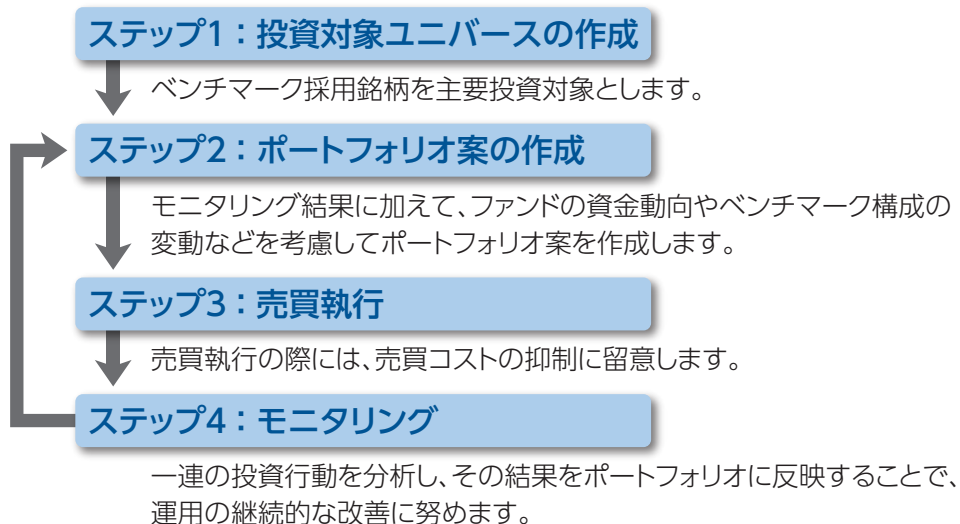 ステップ1：投資対象ユニバースの作成
ベンチマーク採用銘柄を主要投資対象とします。
ステップ2：ポートフォリオ案の作成
モニタリング結果に加えて、ファンドの資金動向やベンチマーク構成の
変動などを考慮してポートフォリオ案を作成します。
ステップ3：売買執行
売買執行の際には、売買コストの抑制に留意します。
ステップ4：モニタリング
一連の投資行動を分析し、その結果をポートフォリオに反映することで、
運用の継続的な改善に努めます。